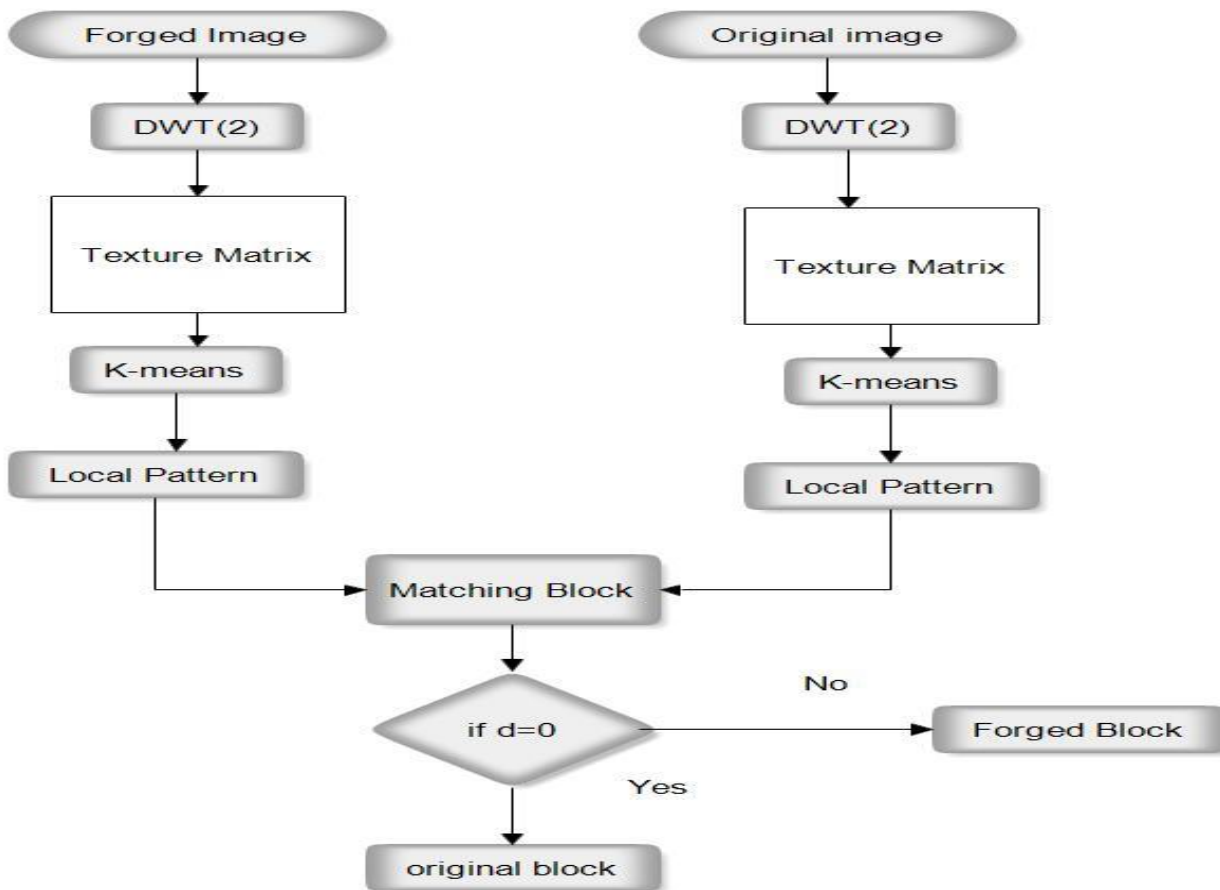 Forged Image
Original image
DWT(2)
DWT(2)
Texture Matrix
Texture Matrix
K-means
K-means
Local Pattern
Local Pattern
Matching Block
if d=0
No
Forged Block
Yes
original block